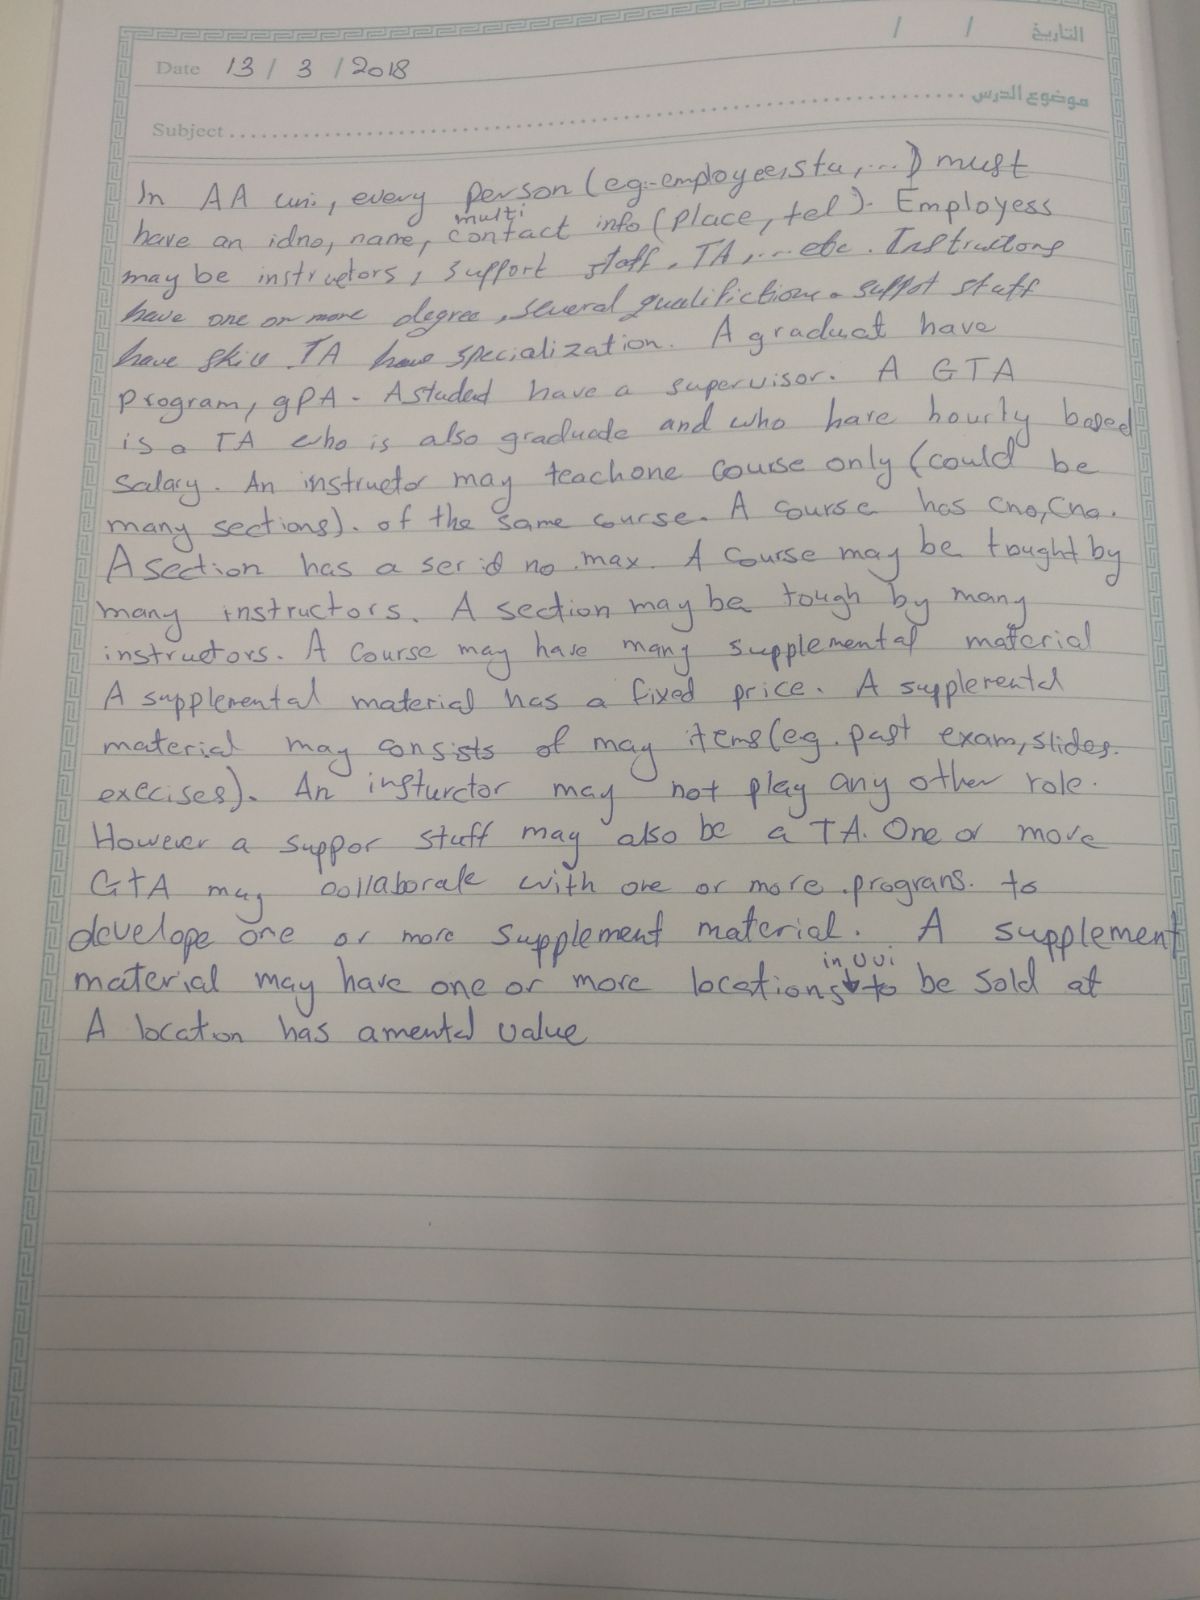 / / التاريخ
Date 13 / 3 / 2018
موضوع الدرس
Subject
In AA uni, every person (eg:-employee, stu, ...) must
multi
have an idno, name, contact info (place, tel). Employess
may be instructors, support staff, TA, ... etc. Instructors
have one or more degree, several qualifictions. suppot staff
have skill. TA have specialization. A graduat have
program, gPA. A studed have a supervisor. A GTA
is a TA who is also graduade and who have hourly based
salary. An instructor may teach one course only (could be
many sections). of the same course. A course has cno, cna.
A section has a ser id no. max. A course may be tought by
many instructors. A section may be tough by many
instructors. A course may have many supplemental material
A supplemental material has a fixed price. A supplemental
material may consists of may items (eg. past exam, slides.
exccises). An insturctor may not play any other role.
However a suppor stuff may also be a TA. One or more
GTA may collaborate with one or more prograns. to
develope one or more supplement material. A supplement
in uvi
material may have one or more locations to be sold at
A location has a mental value